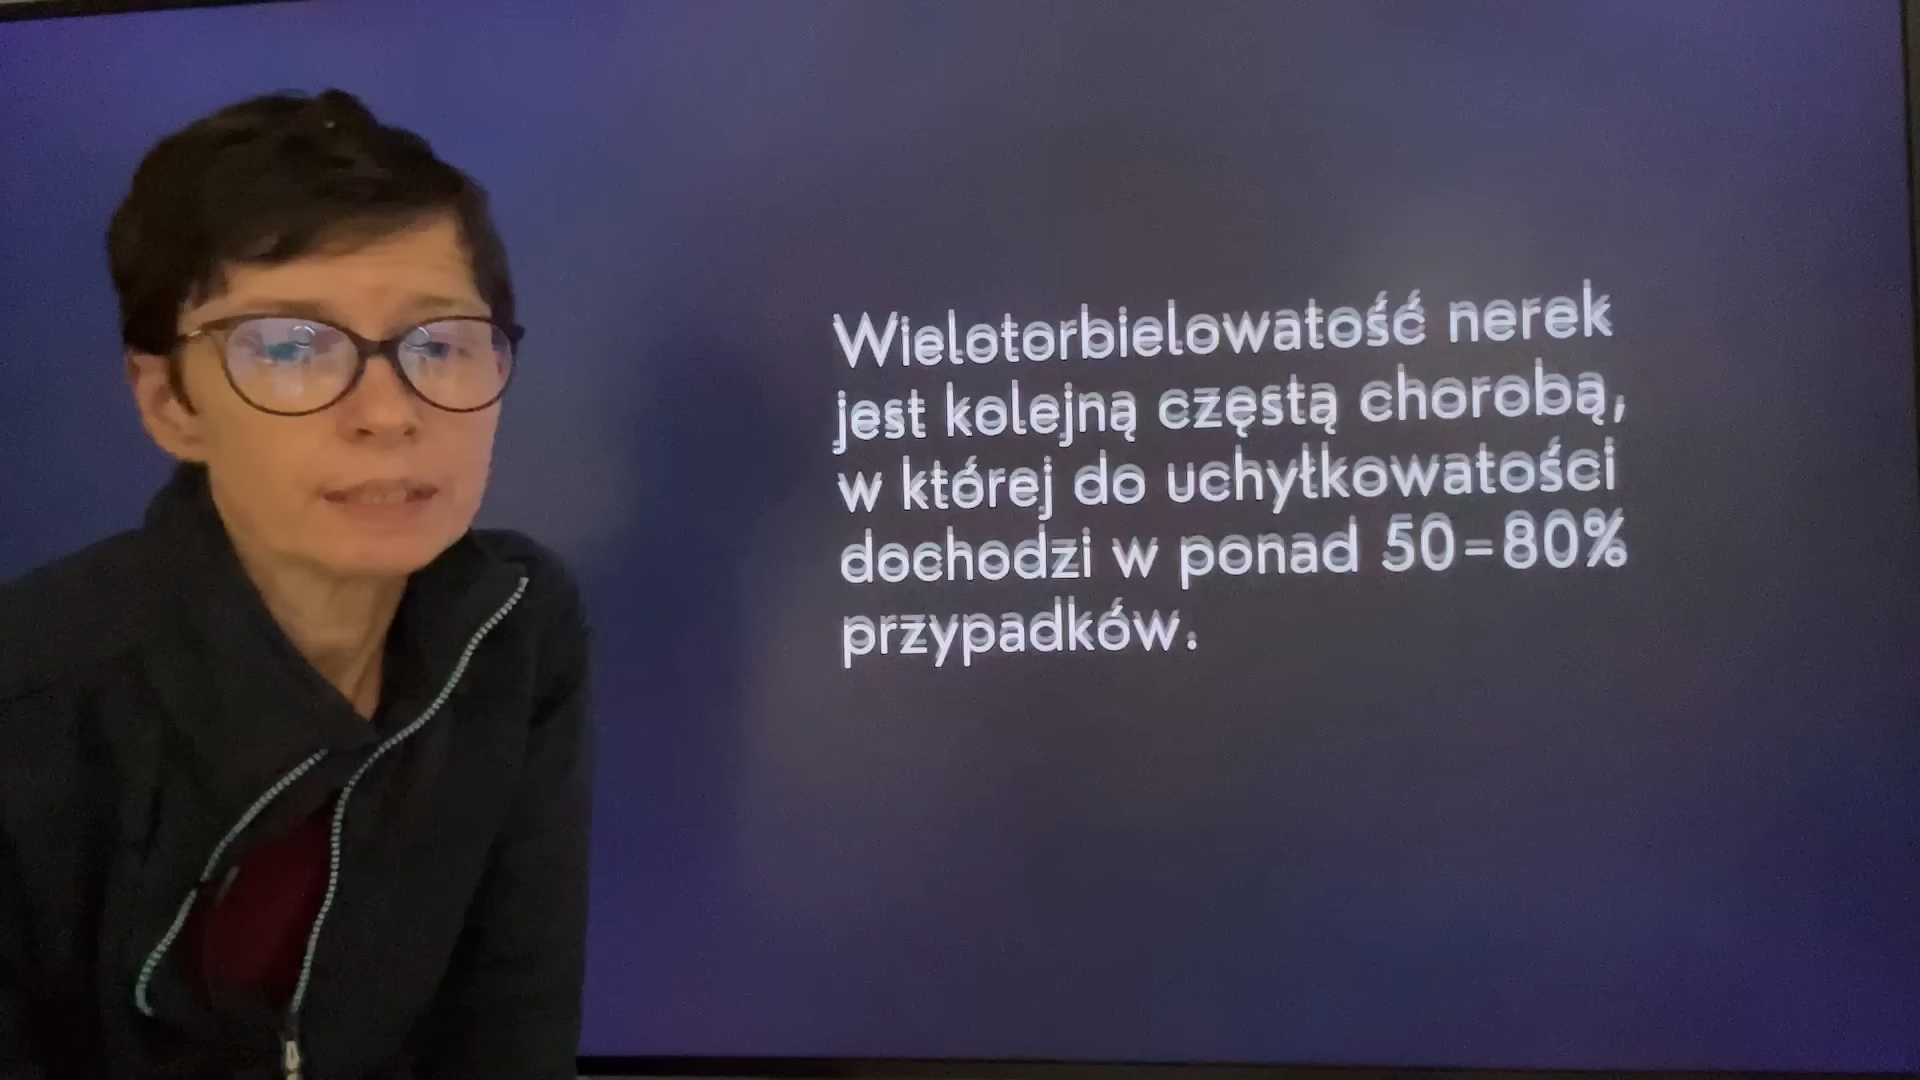 Wielotorbielowatość nerek
jest kolejną częstą chorobą,
w której do uchyłkowatości
dochodzi w ponad 50-80%
przypadków.